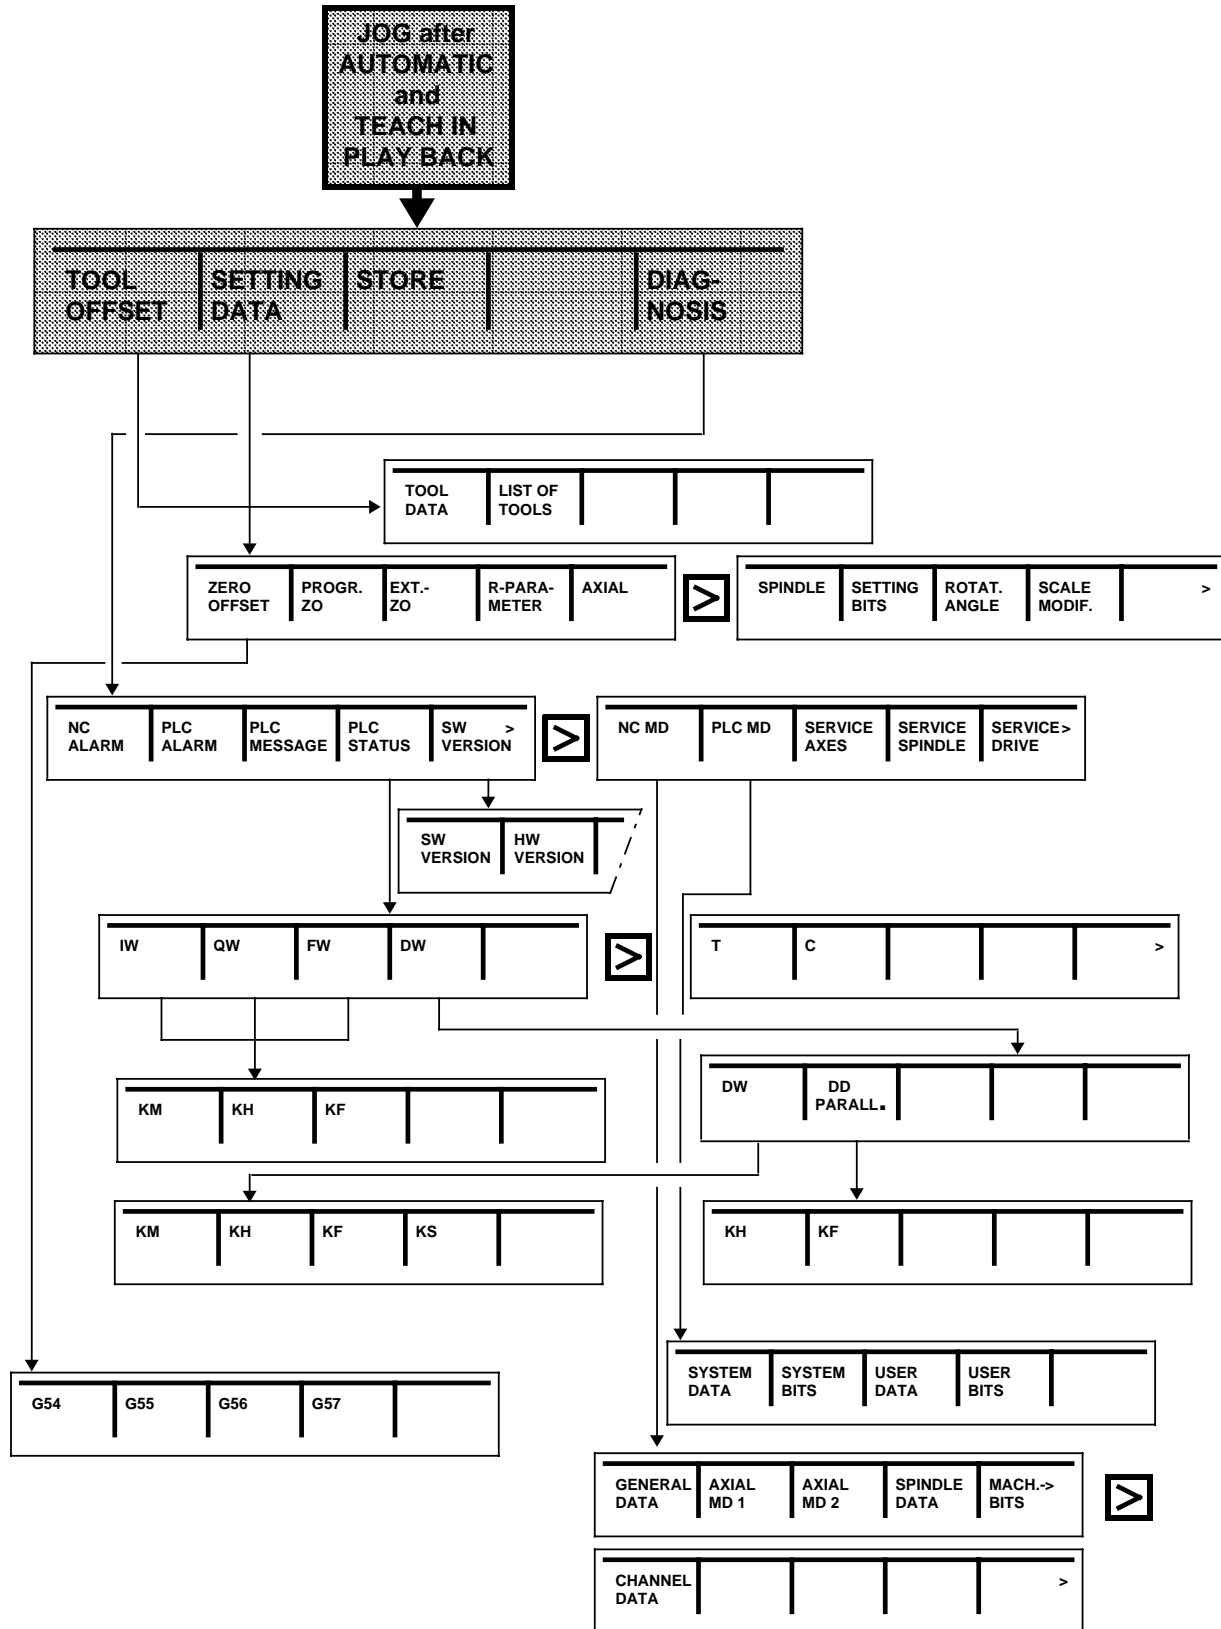 JOG after
AUTOMATIC
and
TEACH IN
PLAY BACK
TOOL SETTING STORE DIAG-
OFFSET DATA NOSIS
TOOL LIST OF
DATA TOOLS
ZERO PROGR. EXT.- R-PARA- AXIAL
OFFSET ZO ZO METER
>
SPINDLE SETTING ROTAT. SCALE >
BITS ANGLE MODIF.
NC PLC PLC PLC SW >
ALARM ALARM MESSAGE STATUS VERSION
>
NC MD PLC MD SERVICE SERVICE SERVICE>
AXES SPINDLE DRIVE
SW HW
VERSION VERSION
IW QW FW DW
>
T C >
KM KH KF
DW DD
PARALL.
KM KH KF KS
KH KF
SYSTEM SYSTEM USER USER
DATA BITS DATA BITS
G54 G55 G56 G57
GENERAL AXIAL AXIAL SPINDLE MACH.->
DATA MD 1 MD 2 DATA BITS
>
CHANNEL >
DATA